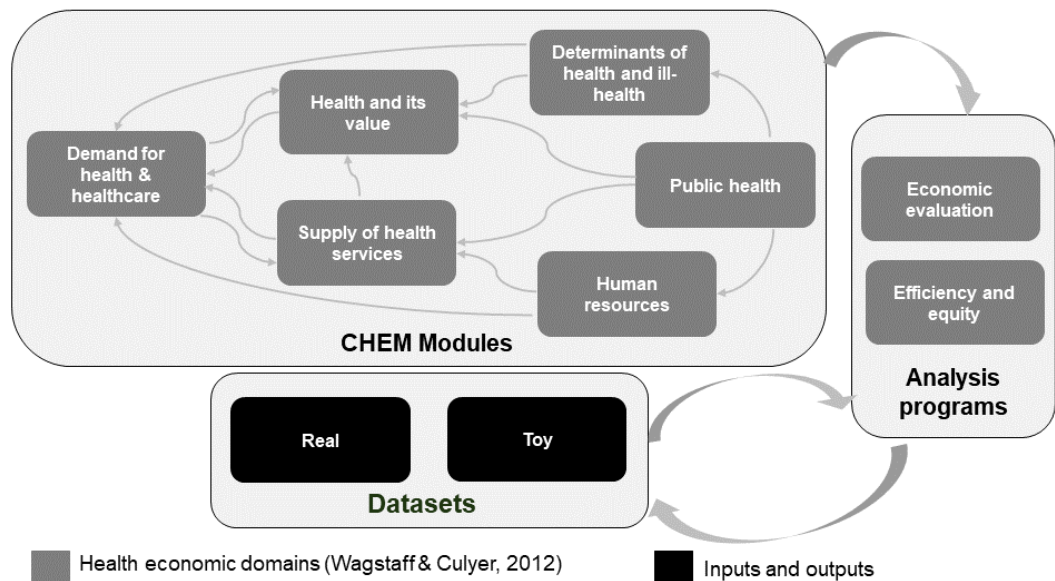 Determinants of
health and ill-
health
Health and its
value
Demand for
health &
healthcare
Public health
Supply of health
services
Human
resources
CHEM Modules
Economic
evaluation
Efficiency and
equity
Analysis
programs
Real
Toy
Datasets
Health economic domains (Wagstaff & Culyer, 2012)
Inputs and outputs